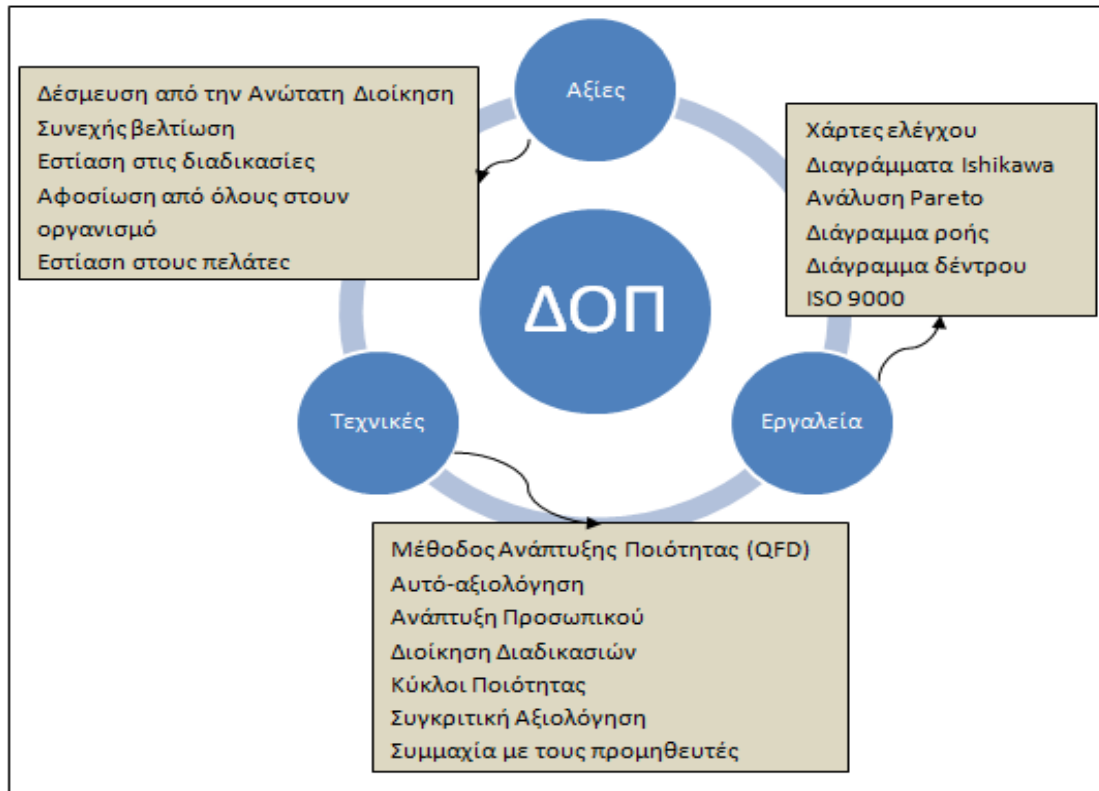 Αξίες
Δέσμευση από την Ανώτατη Διοίκηση
Συνεχής βελτίωση
Εστίαση στις διαδικασίες
Αφοσίωση από όλους στουν
οργανισμό
Εστίαση στους πελάτες
Χάρτες ελέγχου
Διαγράμματα Ishikawa
Ανάλυση Pareto
Διάγραμμα ροής
Διάγραμμα δέντρου
ISO 9000
ΔΟΠ
Τεχνικές
Εργαλεία
Μέθοδος Ανάπτυξης Ποιότητας (QFD)
Αυτό-αξιολόγηση
Ανάπτυξη Προσωπικού
Διοίκηση Διαδικασιών
Κύκλοι Ποιότητας
Συγκριτική Αξιολόγηση
Συμμαχία με τους προμηθευτές